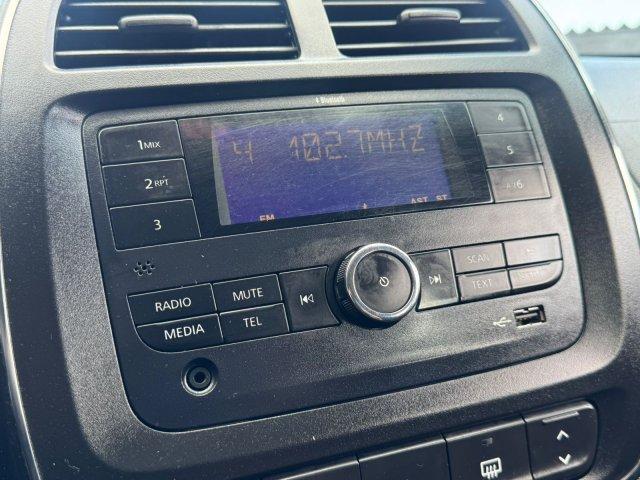 Bluetooth
1MIX
4 102.7MHZ
4
2RPT
5
3
6
FM
AST ST
RADIO
MUTE
SCAN
MEDIA
TEL
TEXT